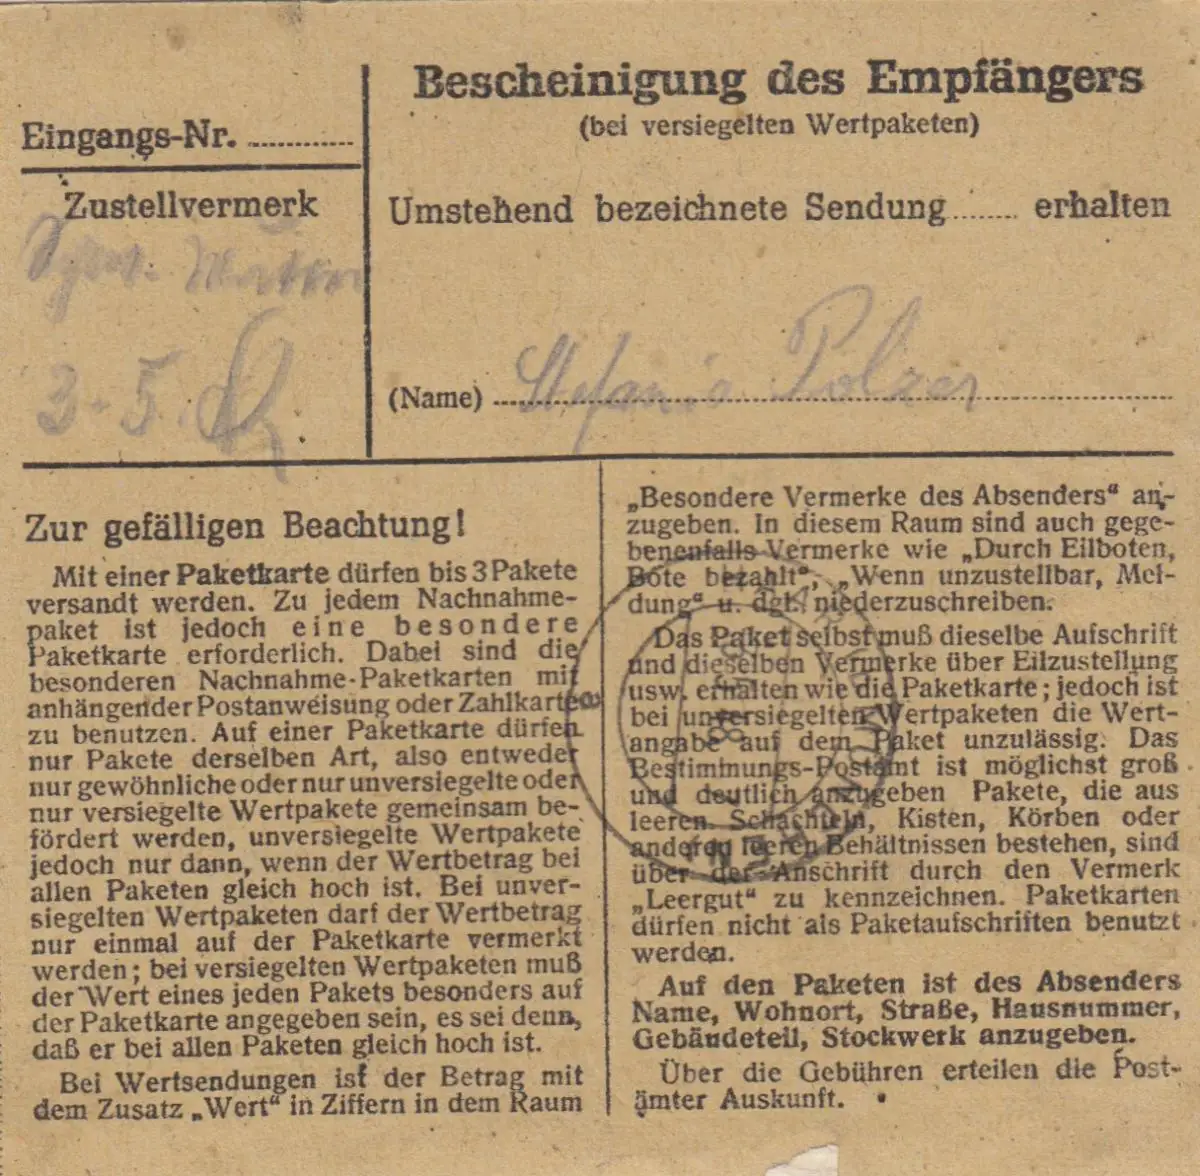 Bescheinigung des Empfängers
(bei versiegelten Wertpaketen)
Eingangs-Nr. ............
Zustellvermerk
3. 5.
Umstehend bezeichnete Sendung ........ erhalten
(Name) Stefanie Polzer
Zur gefälligen Beachtung!
Mit einer Paketkarte dürfen bis 3 Pakete
versandt werden. Zu jedem Nachnahme-
paket ist jedoch eine besondere
Paketkarte erforderlich. Dabei sind die
besonderen Nachnahme-Paketkarten mit
anhängender Postanweisung oder Zahlkarte
zu benutzen. Auf einer Paketkarte dürfen
nur Pakete derselben Art, also entweder
nur gewöhnliche oder nur unversiegelte oder
nur versiegelte Wertpakete gemeinsam be-
fördert werden, unversiegelte Wertpakete
jedoch nur dann, wenn der Wertbetrag bei
allen Paketen gleich hoch ist. Bei unver-
siegelten Wertpaketen darf der Wertbetrag
nur einmal auf der Paketkarte vermerkt
werden; bei versiegelten Wertpaketen muß
der Wert eines jeden Pakets besonders auf
der Paketkarte angegeben sein, es sei denn,
daß er bei allen Paketen gleich hoch ist.
Bei Wertsendungen ist der Betrag mit
dem Zusatz „Wert“ in Ziffern in dem Raum
„Besondere Vermerke des Absenders“ an-
zugeben. In diesem Raum sind auch gege-
benenfalls Vermerke wie „Durch Eilboten,
Bote bezahlt“, „Wenn unzustellbar, Mel-
dung“ u. dgl. niederzuschreiben.
Das Paket selbst muß dieselbe Aufschrift
und dieselben Vermerke über Eilzustellung
usw. erhalten wie die Paketkarte; jedoch ist
bei unversiegelten Wertpaketen die Wert-
angabe auf dem Paket unzulässig. Das
Bestimmungs-Postamt ist möglichst groß
und deutlich anzugeben Pakete, die aus
leeren Schachteln, Kisten, Körben oder
anderen leeren Behältnissen bestehen, sind
über der Anschrift durch den Vermerk
„Leergut“ zu kennzeichnen. Paketkarten
dürfen nicht als Paketaufschriften benutzt
werden.
Auf den Paketen ist des Absenders
Name, Wohnort, Straße, Hausnummer,
Gebäudeteil, Stockwerk anzugeben.
Über die Gebühren erteilen die Post-
ämter Auskunft.